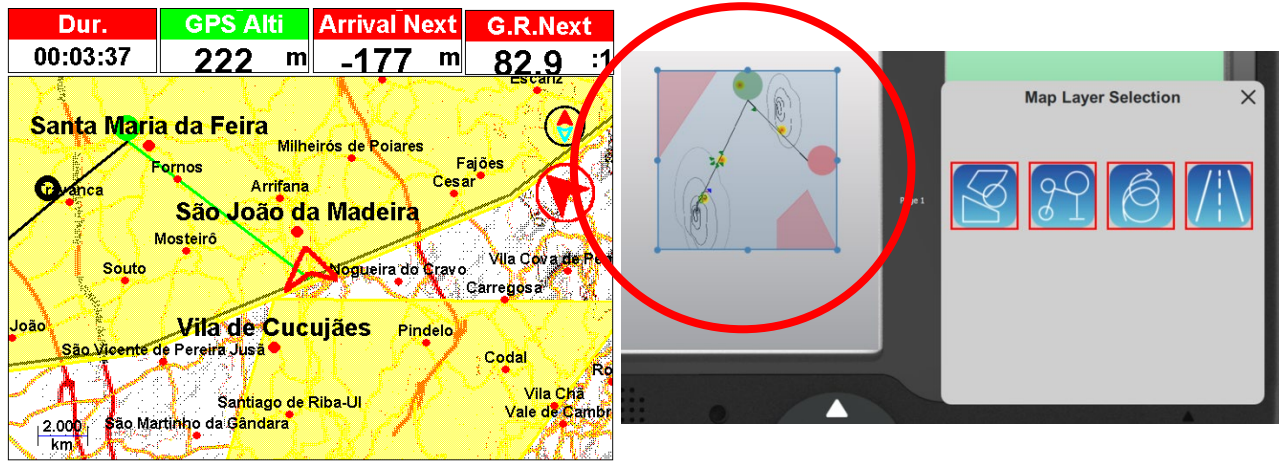 Dur. GPS Alti Arrival Next G.R.Next
00:03:37 222 m -177 m 82.9 :1
Escariz
Santa Maria da Feira
Milheirós de Poiares
Fornos
Fajões
Arrifana
Cesar
Travanca
São João da Madeira
Mosteirô
Souto
Nogueira do Cravo
Vila Cova de Per
Carregosa
João
Vila de Cucujães
Pindelo
São Vicente de Pereira Jusã
Codal
Ro
Vila Chã
Santiago de Riba-Ul
Vale de Cambr
São Martinho da Gândara
2.000
km
Page 1
Map Layer Selection